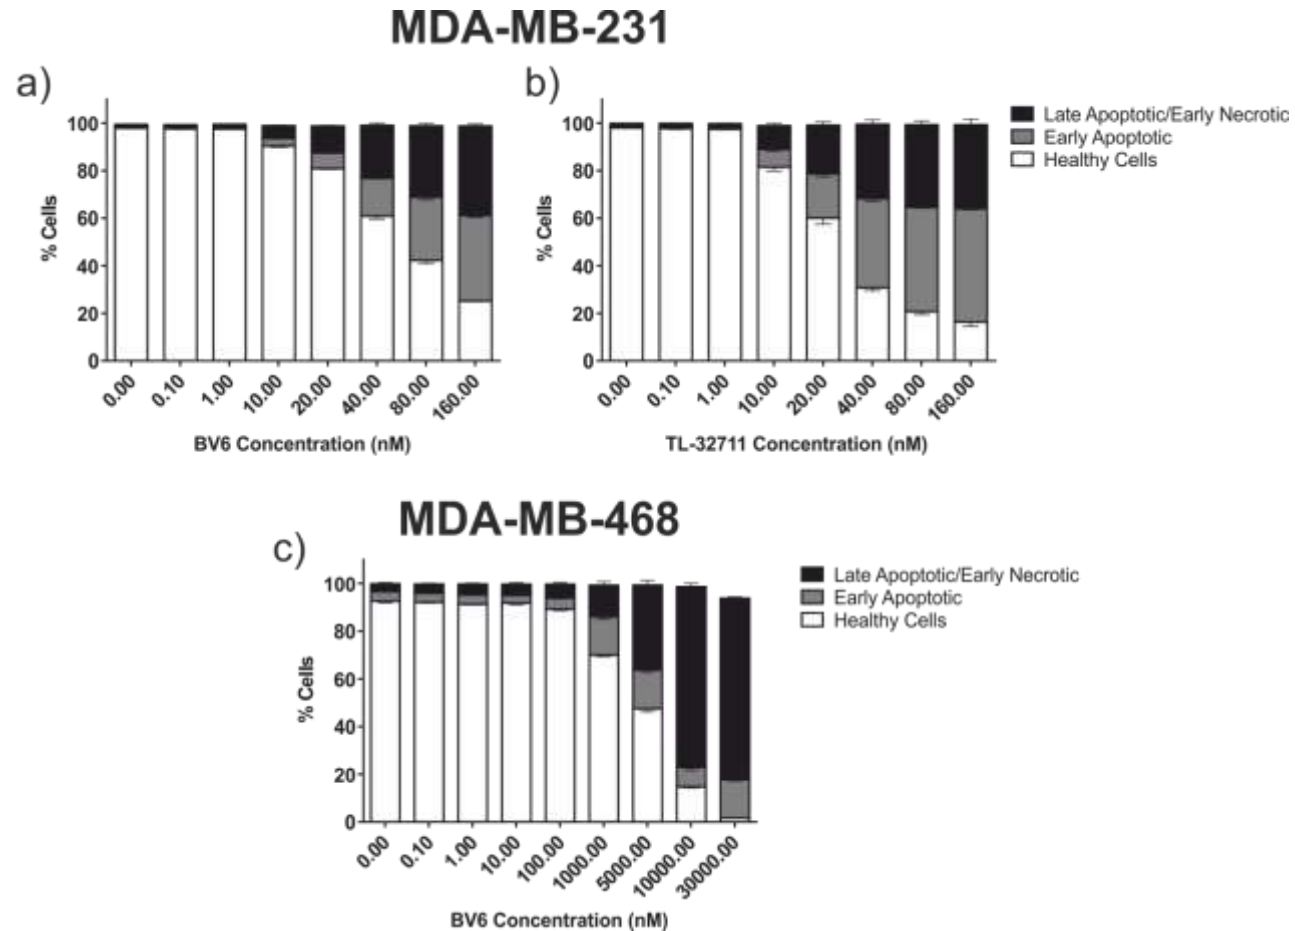 MDA-MB-231
a)
100
80
60
40
20
0
% Cells
0.00
0.10
1.00
10.00
20.00
40.00
80.00
160.00
BV6 Concentration (nM)
b)
100
80
60
40
20
0
% Cells
0.00
0.10
1.00
10.00
20.00
40.00
80.00
160.00
TL-32711 Concentration (nM)
Late Apoptotic/Early Necrotic
Early Apoptotic
Healthy Cells
MDA-MB-468
c)
100
80
60
40
20
0
% Cells
0.00
0.10
1.00
10.00
100.00
1000.00
5000.00
10000.00
30000.00
BV6 Concentration (nM)
Late Apoptotic/Early Necrotic
Early Apoptotic
Healthy Cells